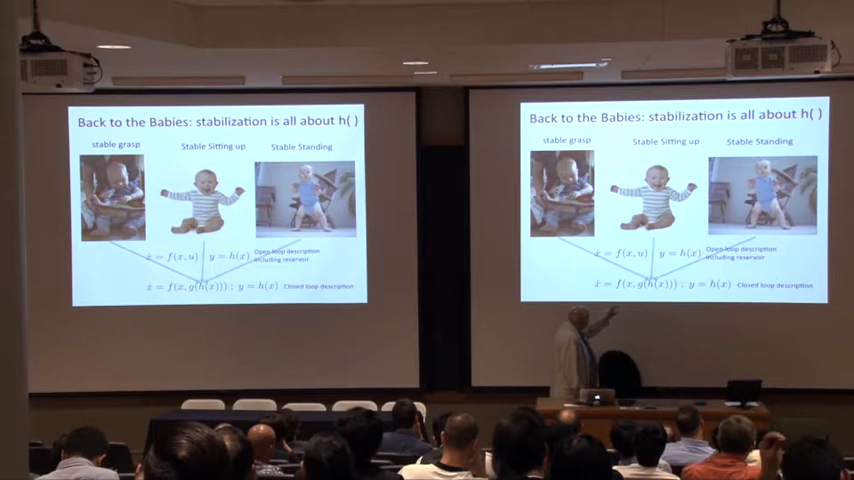 Back to the Babies: stabilization is all about h( )
stable grasp Stable Sitting up Stable Standing
ẋ = f(x, u) y = h(x) Open loop description
including reservoir
ẋ = f(x, g(h(x))) ; y = h(x) Closed loop description
Back to the Babies: stabilization is all about h( )
stable grasp Stable Sitting up Stable Standing
ẋ = f(x, u) y = h(x) Open loop description
including reservoir
ẋ = f(x, g(h(x))) ; y = h(x) Closed loop description